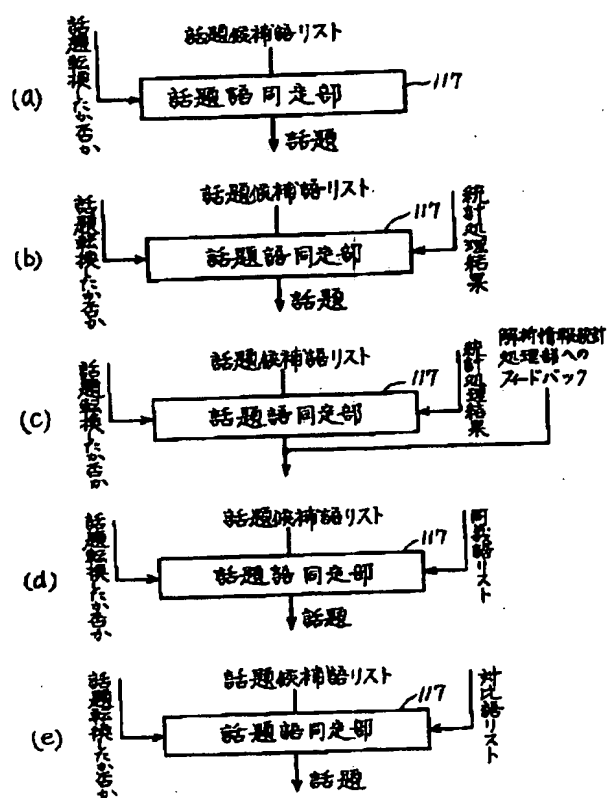 話題候補語リスト
話題転換したか否か
(a)
話題語同定部
117
話題
話題候補語リスト
話題転換したか否か
(b)
話題語同定部
117
統計処理結果
話題
話題候補語リスト
話題転換したか否か
(c)
話題語同定部
117
統計処理結果
解析情報統計
処理部への
フィードバック
話題候補語リスト
話題転換したか否か
(d)
話題語同定部
117
同義語リスト
話題
話題候補語リスト
話題転換したか否か
(e)
話題語同定部
117
対比語リスト
話題